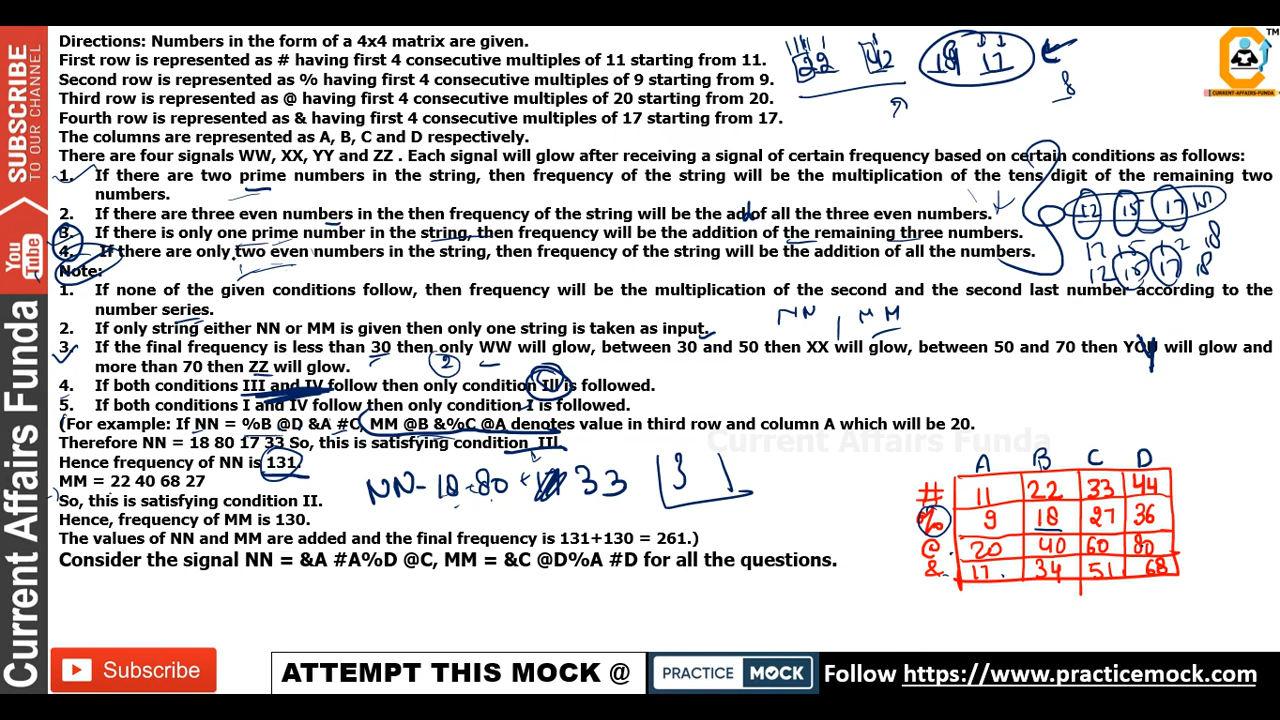 Directions: Numbers in the form of a 4x4 matrix are given.
First row is represented as # having first 4 consecutive multiples of 11 starting from 11.
Second row is represented as % having first 4 consecutive multiples of 9 starting from 9.
Third row is represented as @ having first 4 consecutive multiples of 20 starting from 20.
Fourth row is represented as & having first 4 consecutive multiples of 17 starting from 17.
The columns are represented as A, B, C and D respectively.
There are four signals WW, XX, YY and ZZ . Each signal will glow after receiving a signal of certain frequency based on certain conditions as follows:
1. If there are two prime numbers in the string, then frequency of the string will be the multiplication of the tens digit of the remaining two
numbers.
2. If there are three even numbers in the then frequency of the string will be the ad of all the three even numbers.
3. If there is only one prime number in the string, then frequency will be the addition of the remaining three numbers.
4. If there are only two even numbers in the string, then frequency of the string will be the addition of all the numbers.
Note:
1. If none of the given conditions follow, then frequency will be the multiplication of the second and the second last number according to the
number series.
2. If only string either NN or MM is given then only one string is taken as input.
3. If the final frequency is less than 30 then only WW will glow, between 30 and 50 then XX will glow, between 50 and 70 then YOU will glow and
more than 70 then ZZ will glow.
4. If both conditions III and IV follow then only condition III is followed.
5. If both conditions I and IV follow then only condition I is followed.
(For example: If NN = %B @D, &A #C, MM @B &%C @A denotes value in third row and column A which will be 20.
Therefore NN = 18 80 17 33 So, this is satisfying condition IIl.
Hence frequency of NN is 131.
MM = 22 40 68 27
So, this is satisfying condition II.
Hence, frequency of MM is 130.
The values of NN and MM are added and the final frequency is 131+130 = 261.)
Consider the signal NN = &A #A%D @C, MM = &C @D%A #D for all the questions.
NN MM
NN - 18 80 + 33 131
A B C D
# 11 22 33 44
% 9 18 27 36
@ 20 40 60 80
& 17 34 51 68
SUBSCRIBE
OUR CHANNEL
TO
You Tube
Current Affairs Funda
Current Affairs Funda
CURRENT-AFFAIRS-FUNDA
TM
Subscribe
ATTEMPT THIS MOCK @
PRACTICE MOCK
Follow https://www.practicemock.com